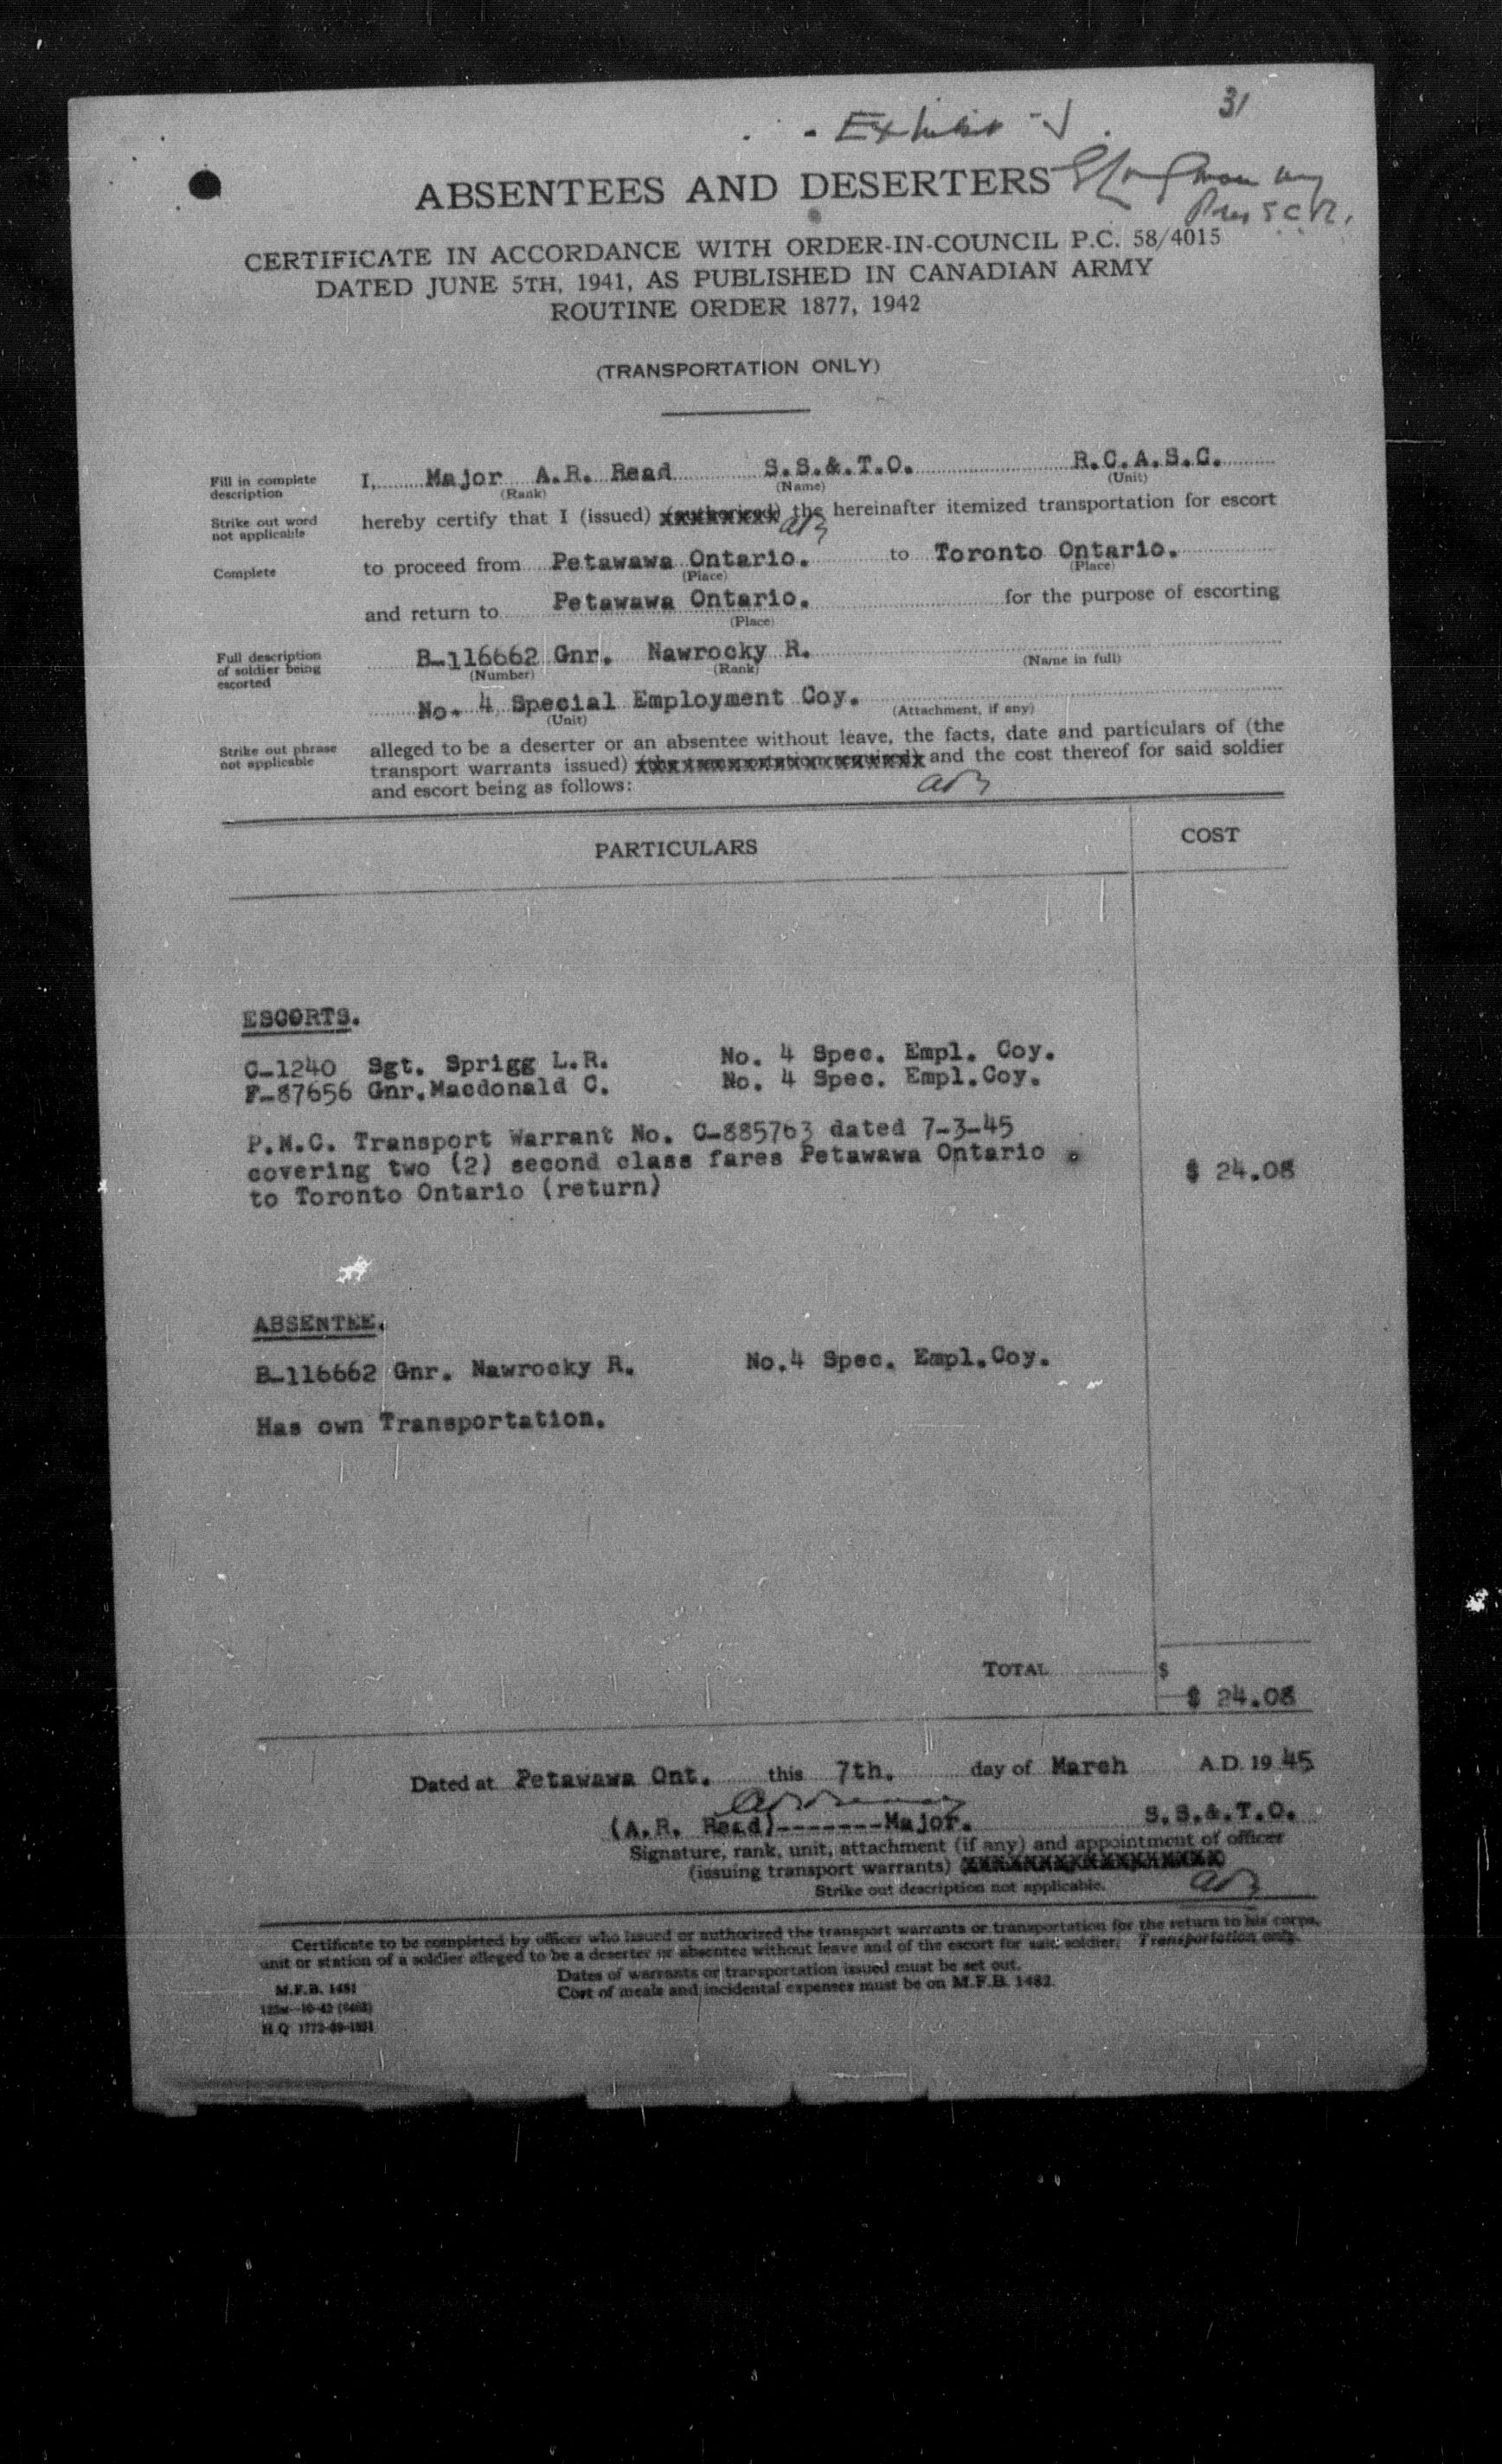 31
Exhibit - J.
ABSENTEES AND DESERTERS
CERTIFICATE IN ACCORDANCE WITH ORDER-IN-COUNCIL P.C. 58/4015
DATED JUNE 5TH, 1941, AS PUBLISHED IN CANADIAN ARMY
ROUTINE ORDER 1877, 1942
(TRANSPORTATION ONLY)
Fill in complete description
I, Major A.R. Read S.S.&.T.O. R.C.A.S.C.
(Rank) (Name) (Unit)
Strike out word not applicable
hereby certify that I (issued) (authorized) the hereinafter itemized transportation for escort
Complete
to proceed from Petawawa Ontario. to Toronto Ontario.
(Place) (Place)
and return to Petawawa Ontario. for the purpose of escorting
(Place)
Full description of soldier being escorted
B-116662 Gnr. Nawrocky R.
(Number) (Rank) (Name in full)
No. 4 Special Employment Coy.
(Unit) (Attachment, if any)
Strike out phrase not applicable
alleged to be a deserter or an absentee without leave, the facts, date and particulars of (the
transport warrants issued) (the transportation required) and the cost thereof for said soldier
and escort being as follows:
PARTICULARS COST
ESCORTS.
C-1240 Sgt. Sprigg L.R. No. 4 Spec. Empl. Coy.
F-87656 Gnr.Macdonald C. No. 4 Spec. Empl.Coy.
P.M.C. Transport Warrant No. C-885763 dated 7-3-45
covering two (2) second class fares Petawawa Ontario $ 24.08
to Toronto Ontario (return)
ABSENTEE.
B-116662 Gnr. Nawrocky R. No.4 Spec. Empl.Coy.
Has own Transportation.
TOTAL $
$ 24.08
Dated at Petawawa Ont. this 7th. day of March A.D. 19 45
(A.R. Read)-------Major. S.S.&.T.O.
Signature, rank, unit, attachment (if any) and appointment of officer
(issuing transport warrants)
Strike out description not applicable.
Certificate to be completed by officer who issued or authorized the transport warrants or transportation for the return to his corps,
unit or station of a soldier alleged to be a deserter or absentee without leave and of the escort for said soldier. Transportation only.
Dates of warrants or transportation issued must be set out.
Cost of meals and incidental expenses must be on M.F.B. 1482.
M.F.B. 1481
H.Q. 1772-39-1891